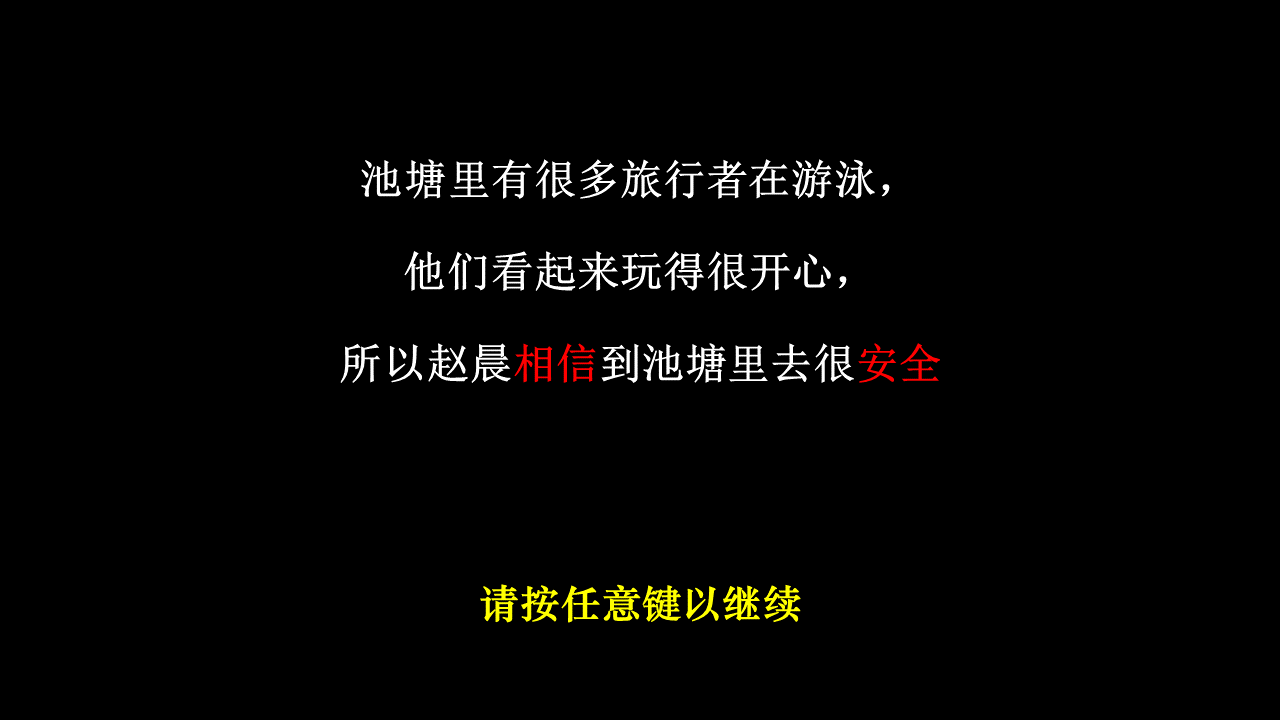 池塘里有很多旅行者在游泳，
他们看起来玩得很开心，
所以赵晨相信到池塘里去很安全
请按任意键以继续